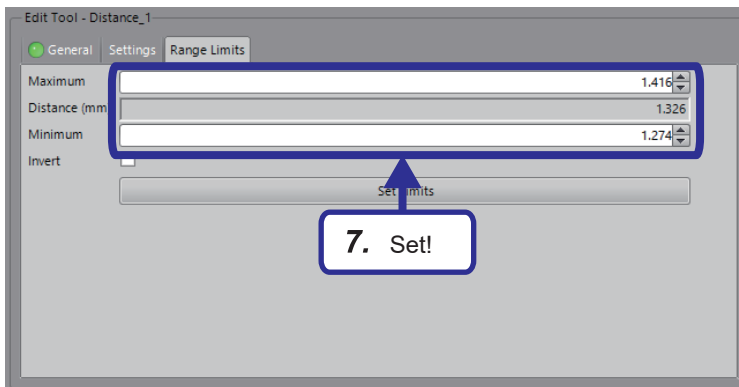 Edit Tool - Distance_1
General Settings Range Limits
Maximum 1.416
Distance (mm 1.326
Minimum 1.274
Invert
Set Limits
7. Set!